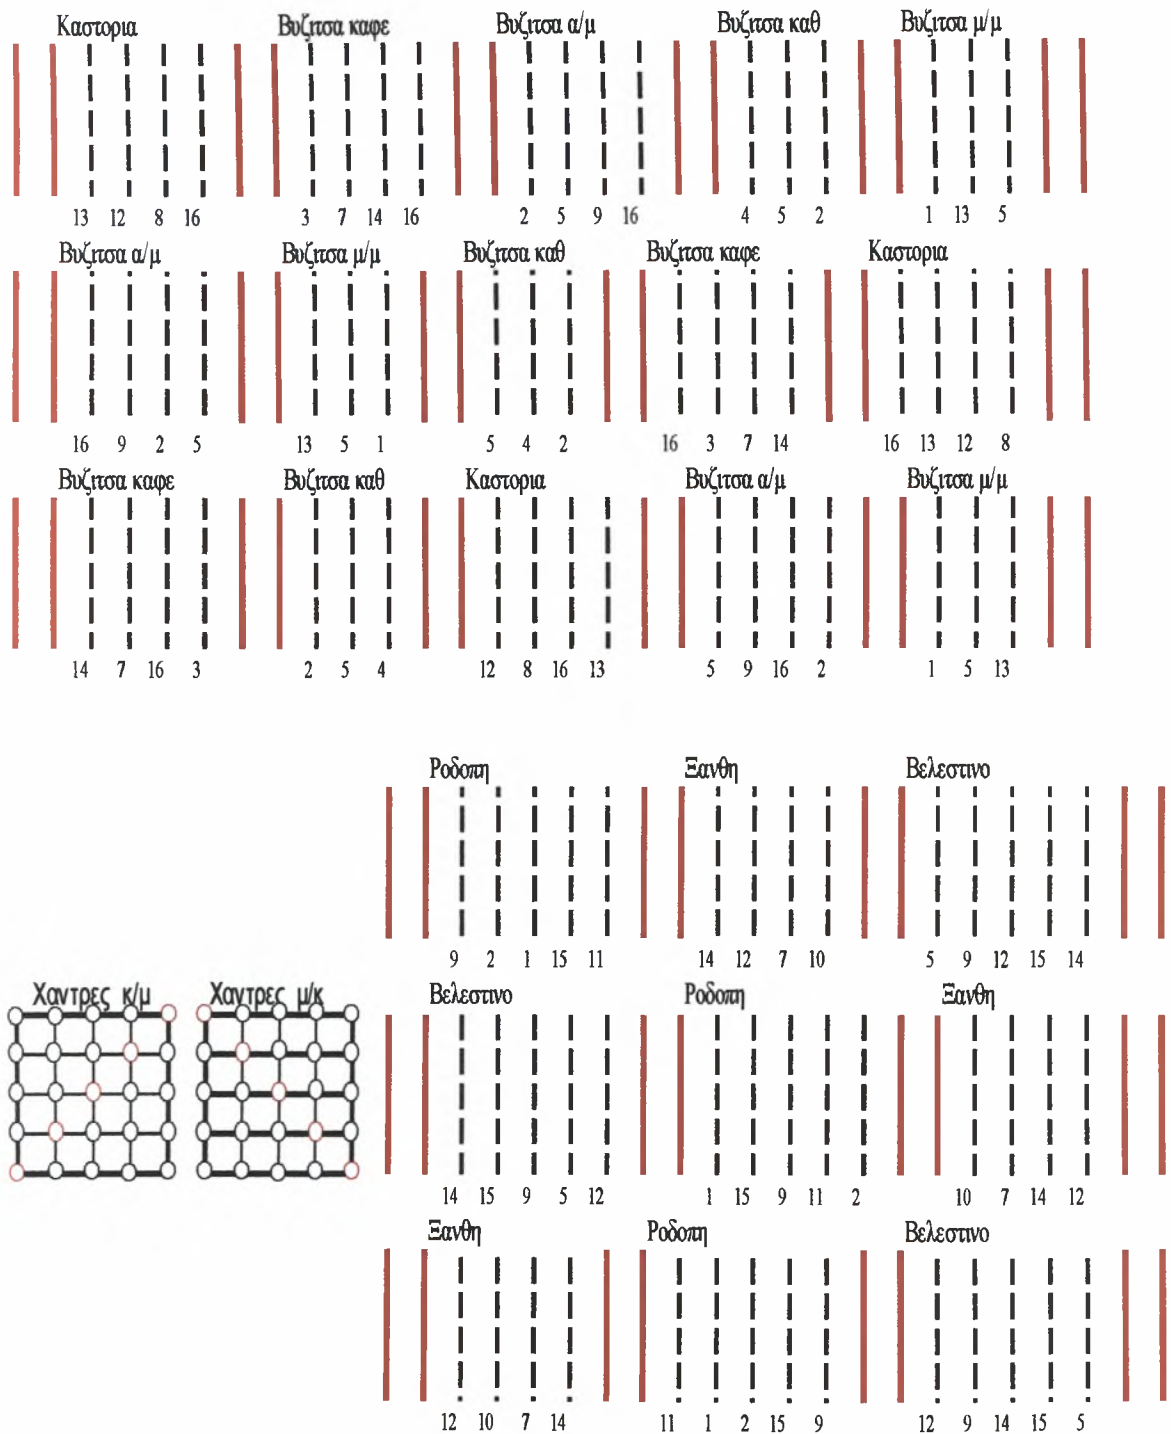 Καστορια Βυζιτσα καφε Βυζιτσα α/μ Βυζιτσα καθ Βυζιτσα μ/μ
13 12 8 16 3 7 14 16 2 5 9 16 4 5 2 1 13 5
Βυζιτσα α/μ Βυζιτσα μ/μ Βυζιτσα καθ Βυζιτσα καφε Καστορια
16 9 2 5 13 5 1 5 4 2 16 3 7 14 16 13 12 8
Βυζιτσα καφε Βυζιτσα καθ Καστορια Βυζιτσα α/μ Βυζιτσα μ/μ
14 7 16 3 2 5 4 12 8 16 13 5 9 16 2 1 5 13
Ροδοπη Ξανθη Βελεστινο
9 2 1 15 11 14 12 7 10 5 9 12 15 14
Χαντρες κ/μ Χαντρες μ/κ Βελεστινο Ροδοπη Ξανθη
14 15 9 5 12 1 15 9 11 2 10 7 14 12
Ξανθη Ροδοπη Βελεστινο
12 10 7 14 11 1 2 15 9 12 9 14 15 5